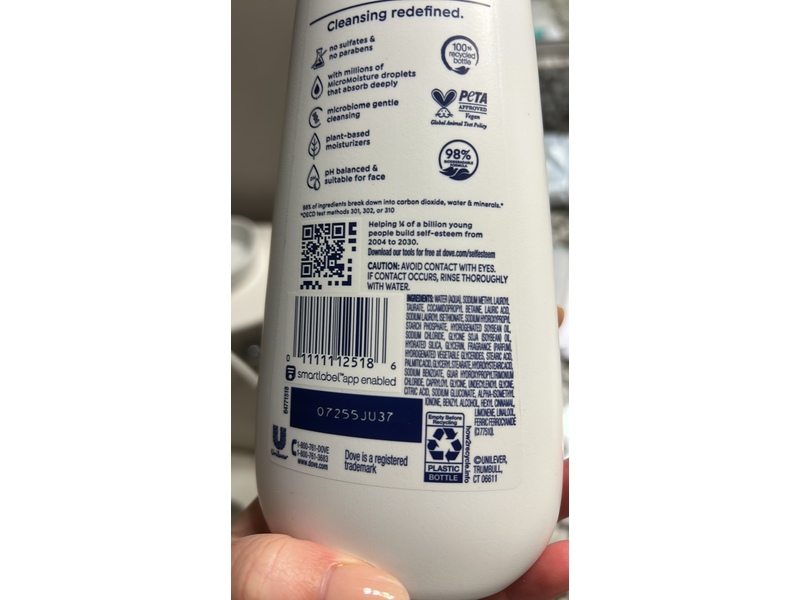 Cleansing redefined.
no sulfates &
no parabens
with millions of
MicroMoisture droplets
that absorb deeply
microbiome gentle
cleansing
plant-based
moisturizers
pH balanced &
suitable for face
100%
recycled
bottle
PETA
APPROVED
Vegan
Global Animal Test Policy
98%
BIODEGRADABLE
FORMULA
98% of ingredients break down into carbon dioxide, water & minerals.*
*OECD test methods 301, 302, or 310
Helping ¼ of a billion young
people build self-esteem from
2004 to 2030.
Download our tools for free at dove.com/selfesteem
CAUTION: AVOID CONTACT WITH EYES.
IF CONTACT OCCURS, RINSE THOROUGHLY
WITH WATER.
INGREDIENTS: WATER (AQUA), SODIUM METHYL LAUROYL
TAURATE, COCAMIDOPROPYL BETAINE, LAURIC ACID,
SODIUM LAUROYL ISETHIONATE, SODIUM HYDROXYPROPYL
STARCH PHOSPHATE, HYDROGENATED SOYBEAN OIL,
SODIUM CHLORIDE, GLYCINE SOJA (SOYBEAN) OIL,
HYDRATED SILICA, GLYCERIN, FRAGRANCE (PARFUM),
HYDROGENATED VEGETABLE GLYCERIDES, STEARIC ACID,
PALMITIC ACID, GLYCERYL STEARATE, HYDROXYSTEARIC ACID,
SODIUM BENZOATE, GUAR HYDROXYPROPYLTRIMONIUM
CHLORIDE, CAPRYLOYL GLYCINE, UNDECYLENOYL GLYCINE,
CITRIC ACID, SODIUM GLUCONATE, ALPHA-ISOMETHYL
IONONE, BENZYL ALCOHOL, HEXYL CINNAMAL,
LIMONENE, LINALOOL,
FERRIC FERROCYANIDE
(CI 77510).
0 1111112518 6
smartlabel™ app enabled
84771518
07255JU37
Unilever
1-800-761-DOVE
1-800-761-3683
www.dove.com
Dove is a registered
trademark
Empty Before
Recycling
PLASTIC
BOTTLE
how2recycle.info
©UNILEVER,
TRUMBULL,
CT 06611